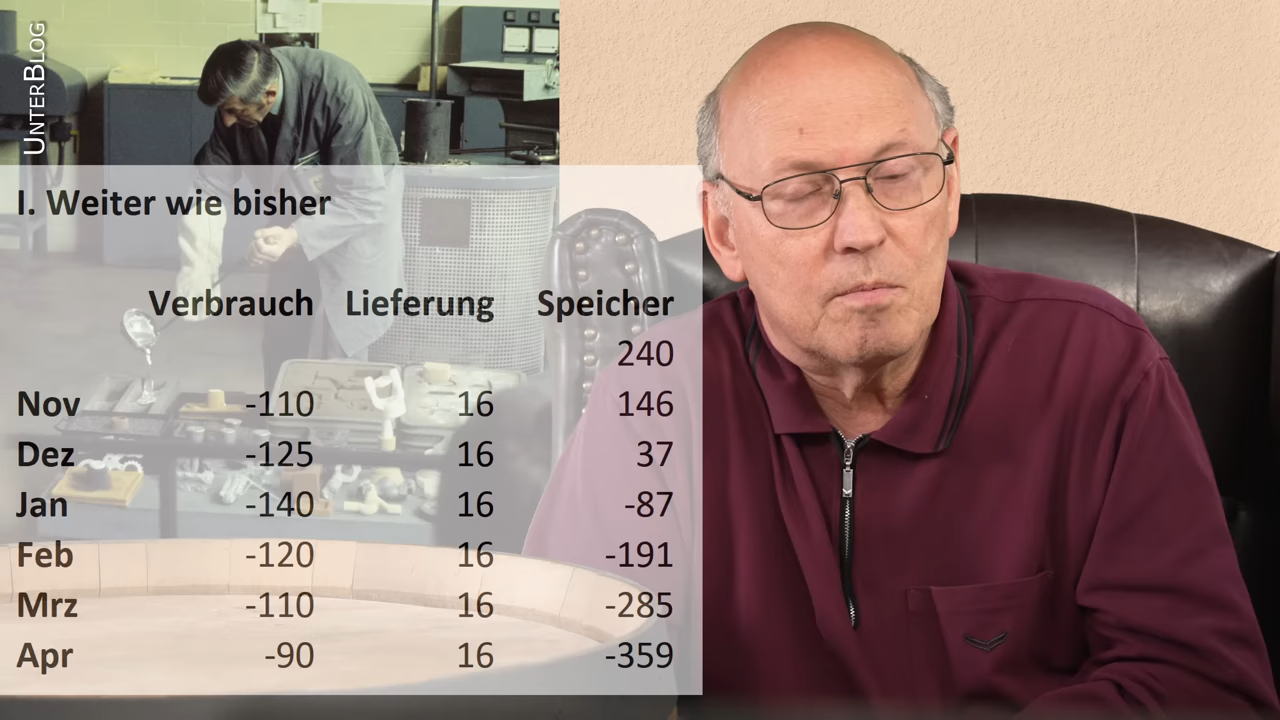 UNTERBLOG
I. Weiter wie bisher
Verbrauch Lieferung Speicher
240
Nov -110 16 146
Dez -125 16 37
Jan -140 16 -87
Feb -120 16 -191
Mrz -110 16 -285
Apr -90 16 -359